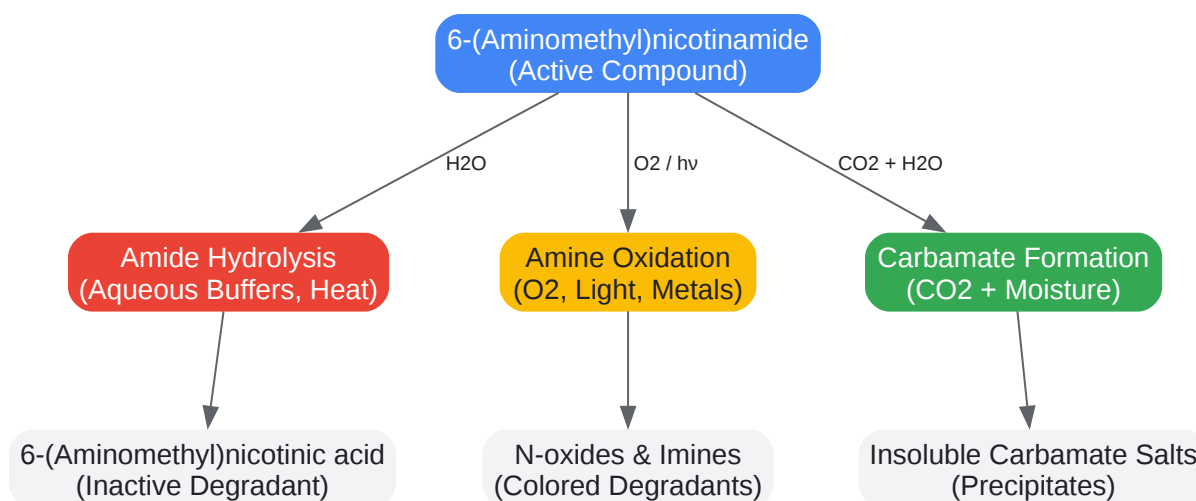 6-(Aminomethyl)nicotinamide
(Active Compound)
H2O
O2 / hν
CO2 + H2O
Amide Hydrolysis
(Aqueous Buffers, Heat)
Amine Oxidation
(O2, Light, Metals)
Carbamate Formation
(CO2 + Moisture)
6-(Aminomethyl)nicotinic acid
(Inactive Degradant)
N-oxides & Imines
(Colored Degradants)
Insoluble Carbamate Salts
(Precipitates)